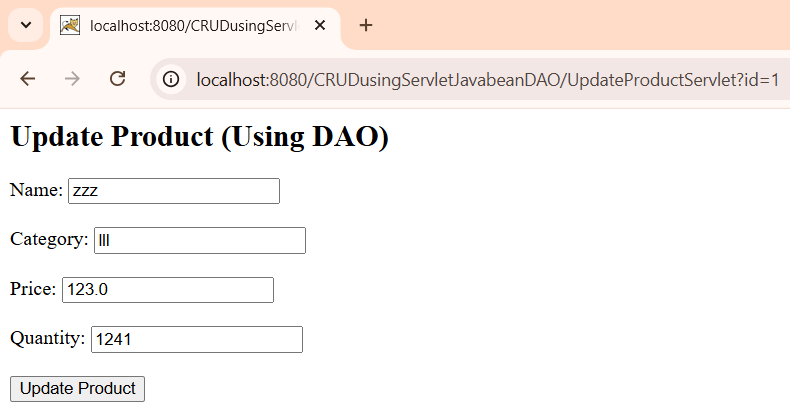 localhost:8080/CRUDusingServl
localhost:8080/CRUDusingServletJavabeanDAO/UpdateProductServlet?id=1
Update Product (Using DAO)
Name: zzz
Category: lll
Price: 123.0
Quantity: 1241
Update Product